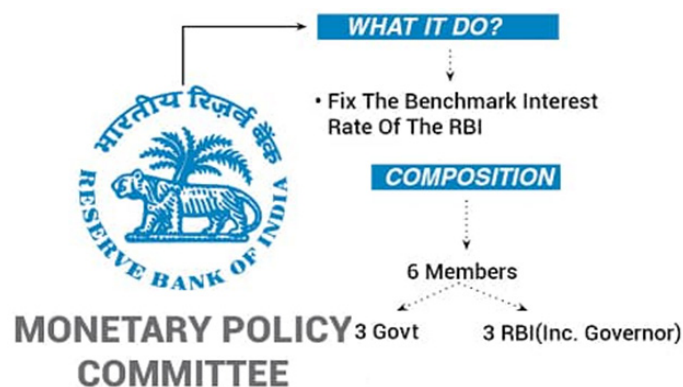 WHAT IT DO?
• Fix The Benchmark Interest
Rate Of The RBI
भारतीय रिज़र्व बैंक
RESERVE BANK OF INDIA
COMPOSITION
6 Members
3 Govt
3 RBI(Inc. Governor)
MONETARY POLICY
COMMITTEE